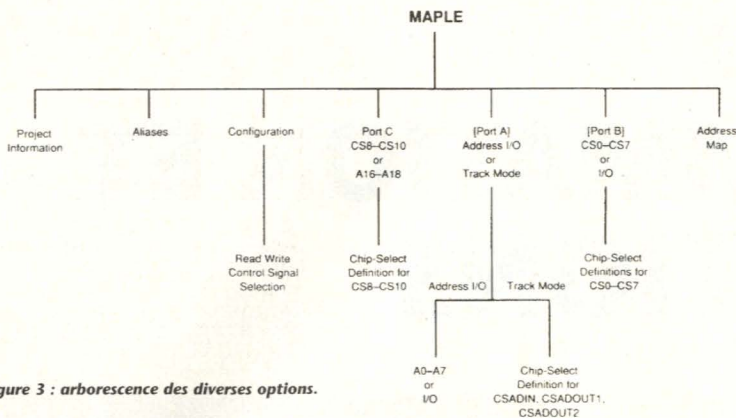 MAPLE
Project
Information
Aliases
Configuration
Port C
CS8–CS10
or
A16–A18
[Port A]
Address I/O
or
Track Mode
[Port B]
CS0–CS7
or
I/O
Address
Map
Read Write
Control Signal
Selection
Chip-Select
Definition for
CS8–CS10
Address I/O
Track Mode
Chip-Select
Definitions for
CS0–CS7
A0–A7
or
I/O
Chip-Select
Definition for
CSADIN, CSADOUT1,
CSADOUT2
gure 3 : arborescence des diverses options.